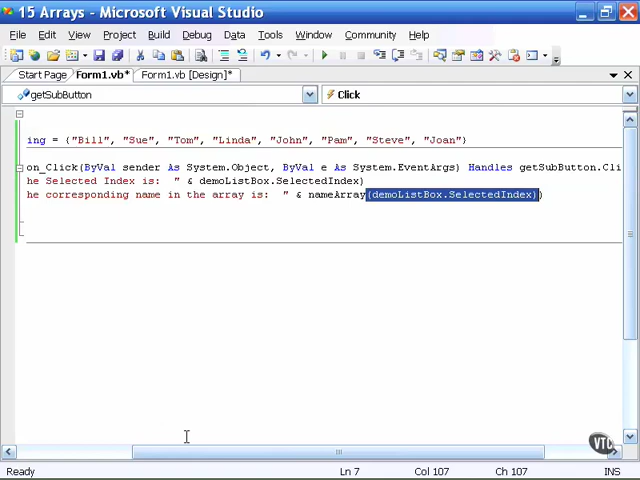 15 Arrays - Microsoft Visual Studio
File Edit View Project Build Debug Data Tools Window Community Help
Start Page Form1.vb* Form1.vb [Design]*
getSubButton Click
ing = {"Bill", "Sue", "Tom", "Linda", "John", "Pam", "Steve", "Joan"}
on_Click(ByVal sender As System.Object, ByVal e As System.EventArgs) Handles getSubButton.Cli
he Selected Index is:  " & demoListBox.SelectedIndex)
he corresponding name in the array is:  " & nameArray(demoListBox.SelectedIndex))
VTC
Ready Ln 7 Col 107 Ch 107 INS